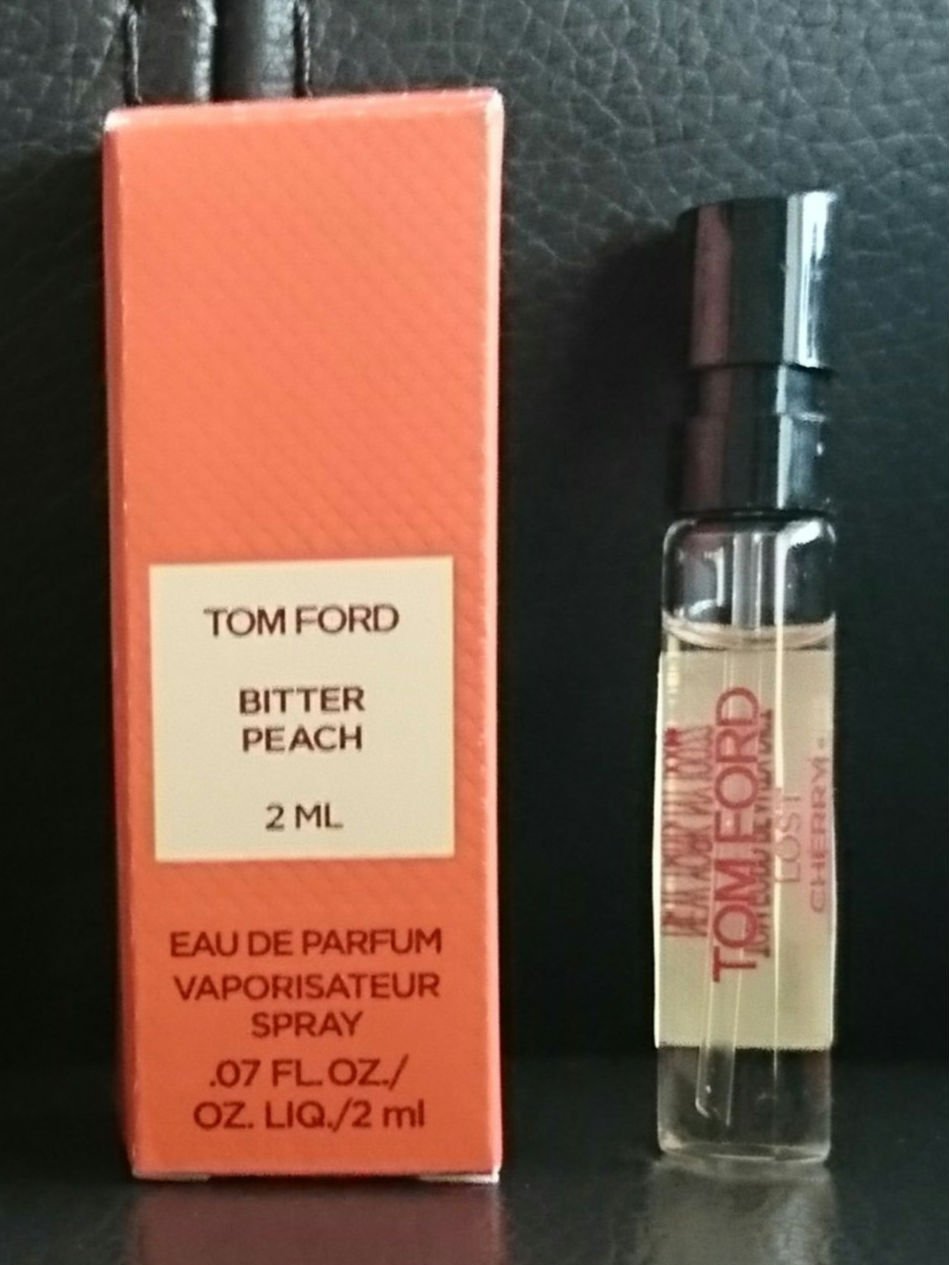 TOM FORD
BITTER
PEACH
2 ML
EAU DE PARFUM
VAPORISATEUR
SPRAY
.07 FL. OZ./
OZ. LIQ./2 ml
TOM FORD
LOST
CHERRY